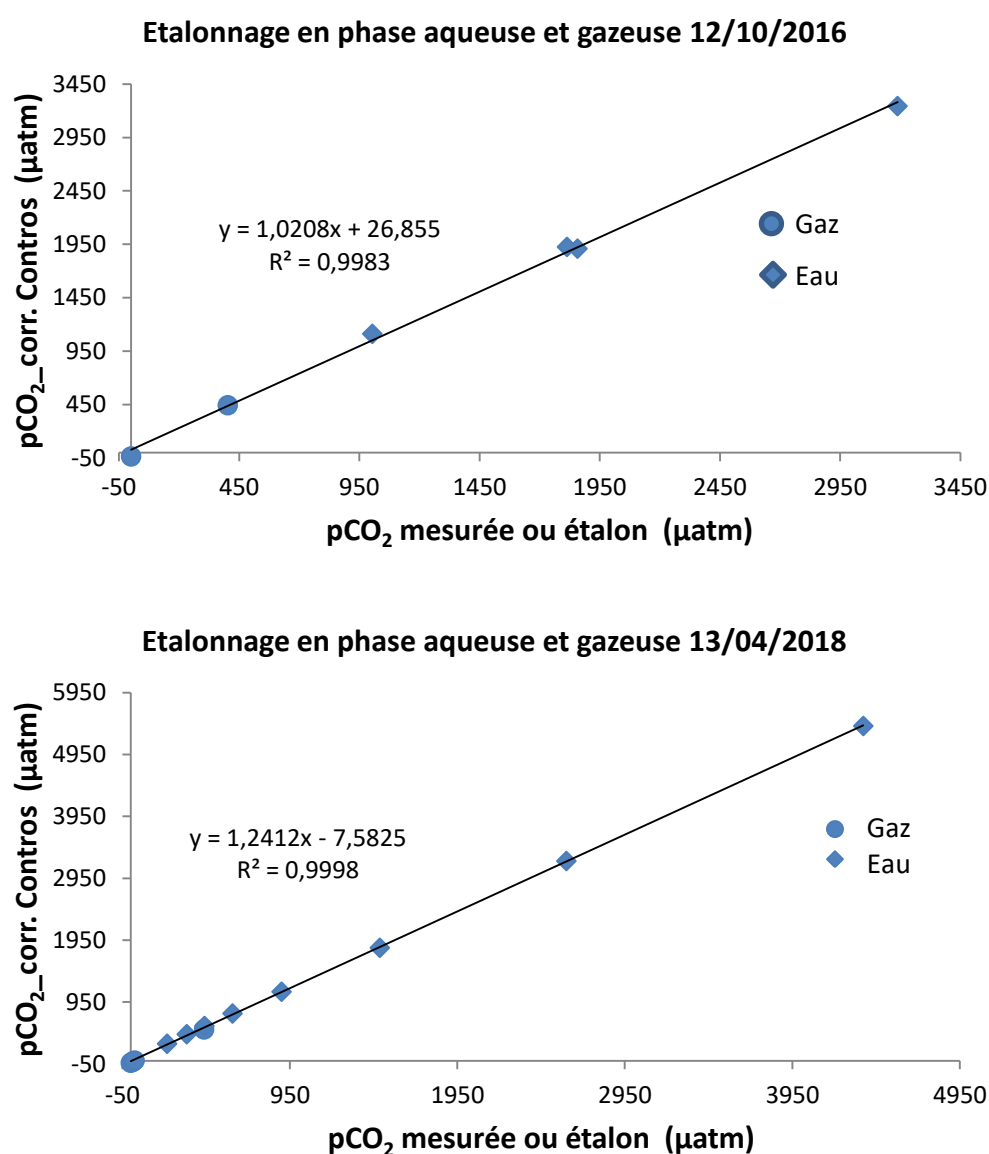 Etalonnage en phase aqueuse et gazeuse 12/10/2016
3450
2950
2450
1950
1450
950
450
-50
pCO₂_corr. Contros (µatm)
y = 1,0208x + 26,855
R² = 0,9983
Gaz
Eau
-50 450 950 1450 1950 2450 2950 3450
pCO₂ mesurée ou étalon (µatm)
Etalonnage en phase aqueuse et gazeuse 13/04/2018
5950
4950
3950
2950
1950
950
-50
pCO₂_corr. Contros (µatm)
y = 1,2412x - 7,5825
R² = 0,9998
Gaz
Eau
-50 950 1950 2950 3950 4950
pCO₂ mesurée ou étalon (µatm)